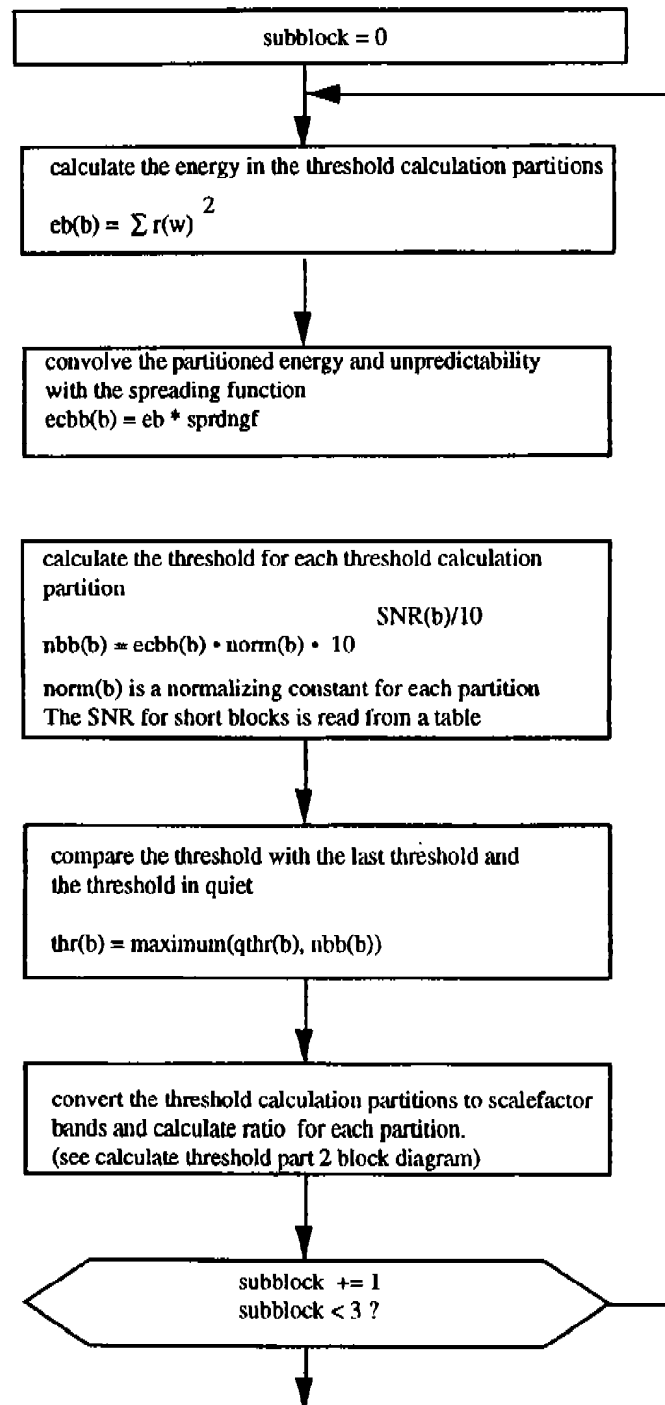 subblock = 0
calculate the energy in the threshold calculation partitions
eb(b) = ∑ r(w) 2
convolve the partitioned energy and unpredictability
with the spreading function
ecbb(b) = eb * sprdngf
calculate the threshold for each threshold calculation
partition
SNR(b)/10
nbb(b) = ecbb(b) • norm(b) • 10
norm(b) is a normalizing constant for each partition
The SNR for short blocks is read from a table
compare the threshold with the last threshold and
the threshold in quiet
thr(b) = maximum(qthr(b), nbb(b))
convert the threshold calculation partitions to scalefactor
bands and calculate ratio for each partition.
(see calculate threshold part 2 block diagram)
subblock += 1
subblock < 3 ?